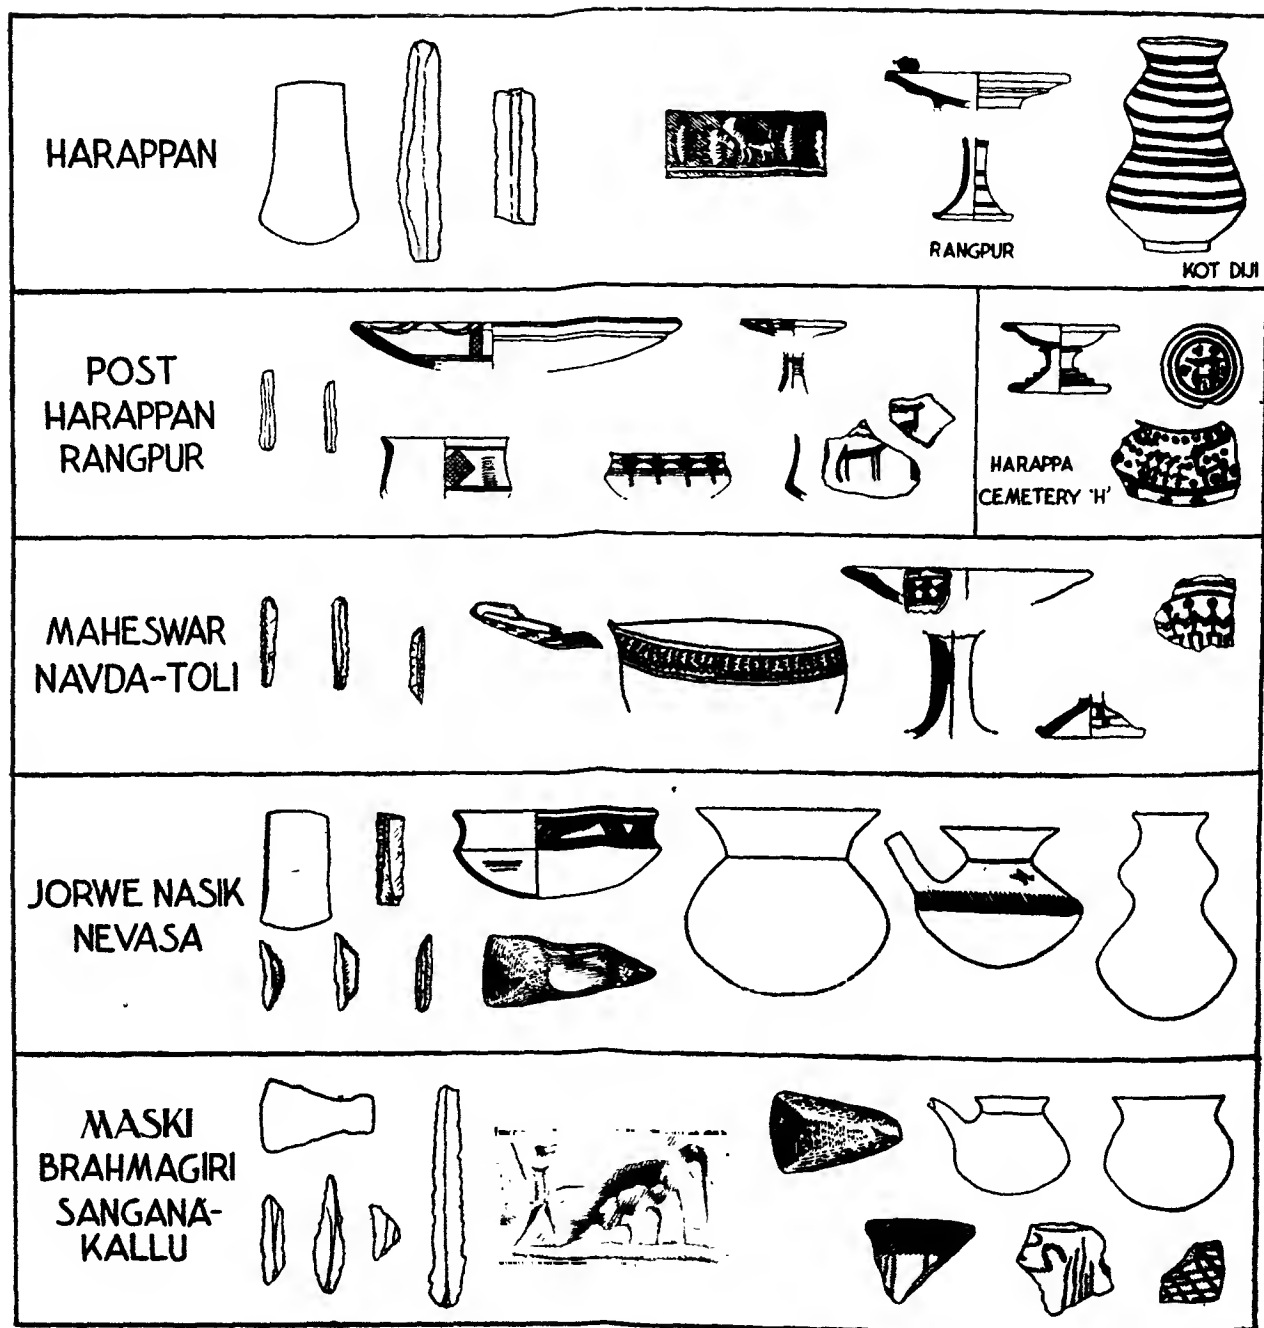 HARAPPAN
RANGPUR
KOT DIJI
POST
HARAPPAN
RANGPUR
HARAPPA
CEMETERY 'H'
MAHESWAR
NAVDA-TOLI
JORWE NASIK
NEVASA
MASKI
BRAHMAGIRI
SANGANA-
KALLU